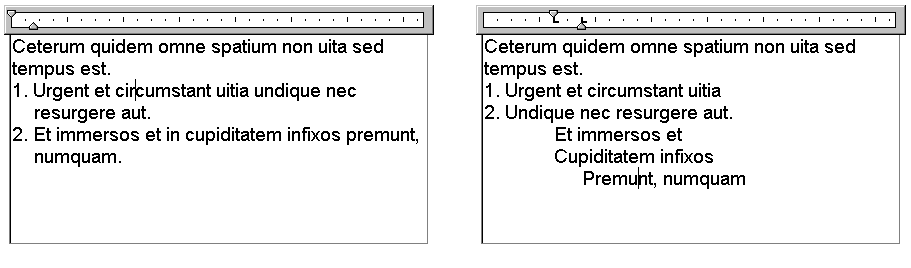 Ceterum quidem omne spatium non uita sed
tempus est.
1. Urgent et circumstant uitia undique nec
resurgere aut.
2. Et immersos et in cupiditatem infixos premunt,
numquam.
Ceterum quidem omne spatium non uita sed
tempus est.
1. Urgent et circumstant uitia
2. Undique nec resurgere aut.
Et immersos et
Cupiditatem infixos
Premunt, numquam